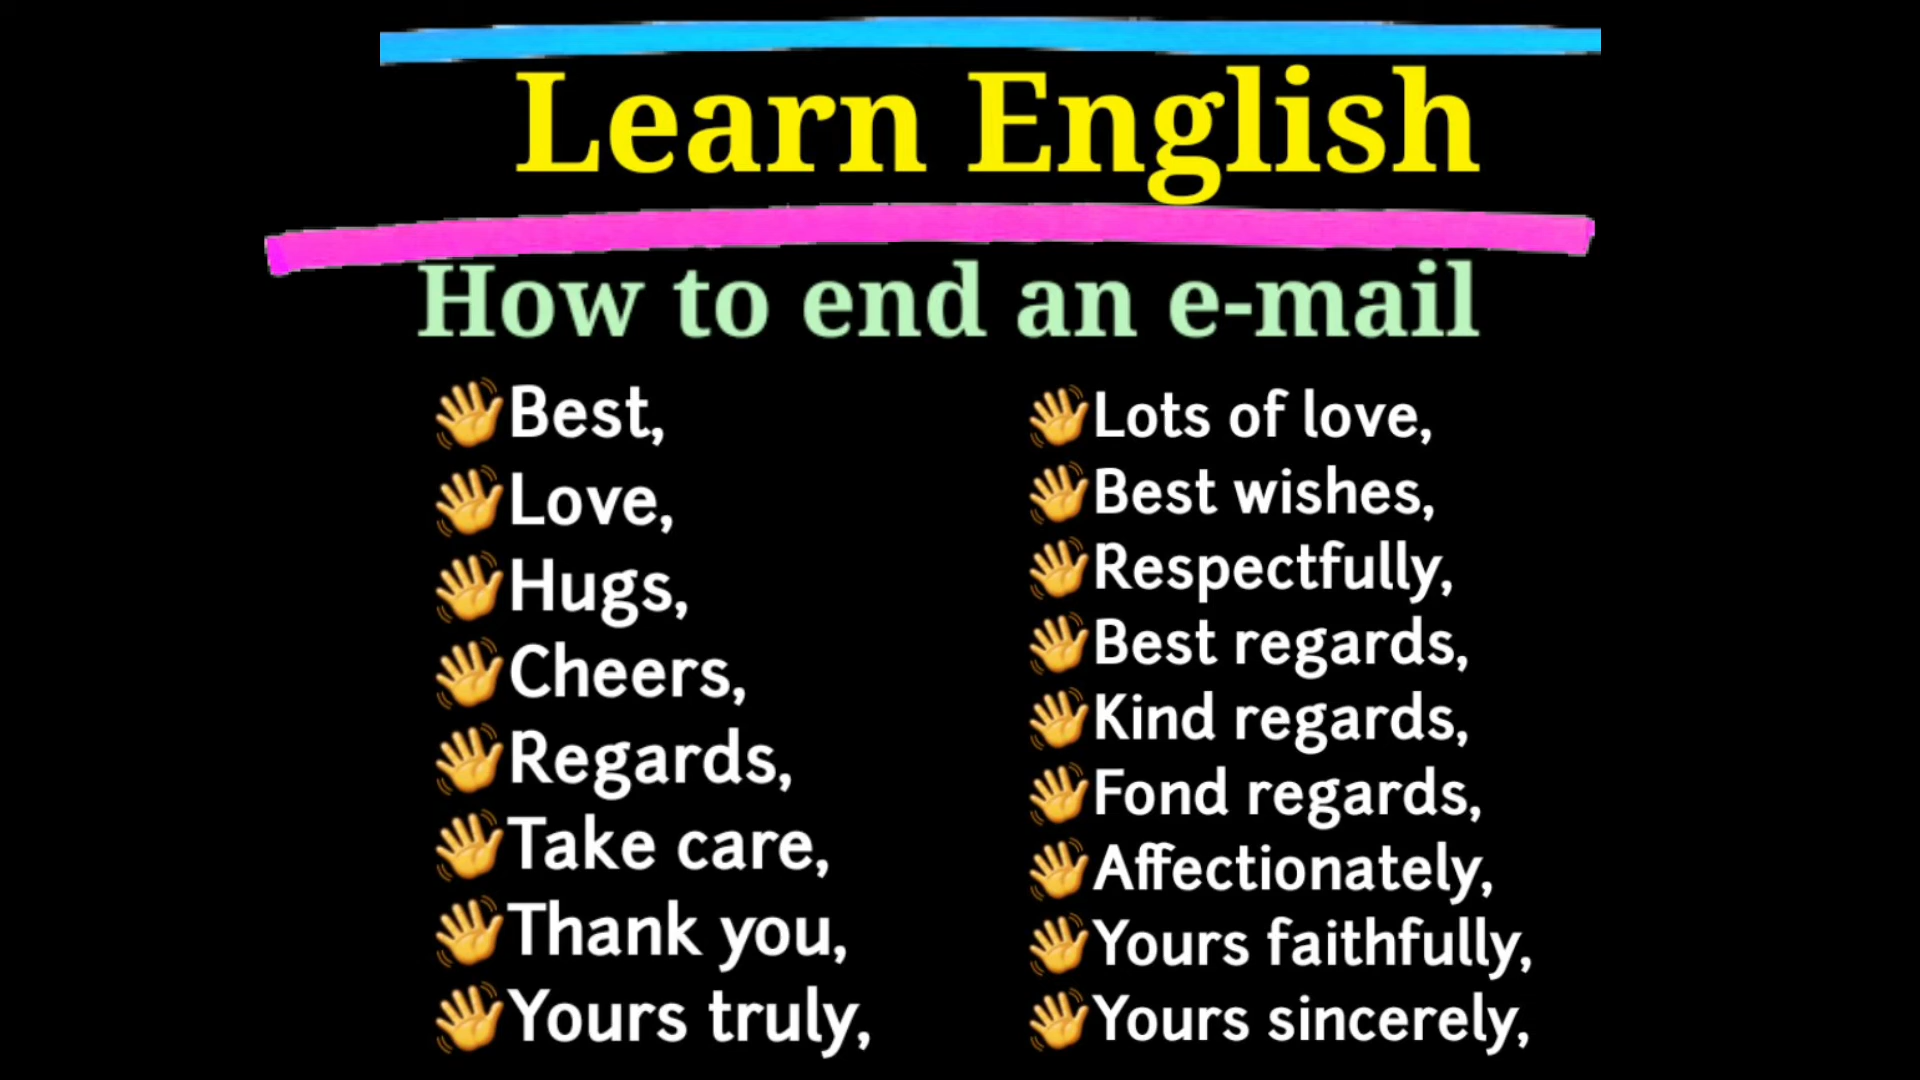 Learn English
How to end an e-mail
👋Best,
👋Love,
👋Hugs,
👋Cheers,
👋Regards,
👋Take care,
👋Thank you,
👋Yours truly,
👋Lots of love,
👋Best wishes,
👋Respectfully,
👋Best regards,
👋Kind regards,
👋Fond regards,
👋Affectionately,
👋Yours faithfully,
👋Yours sincerely,